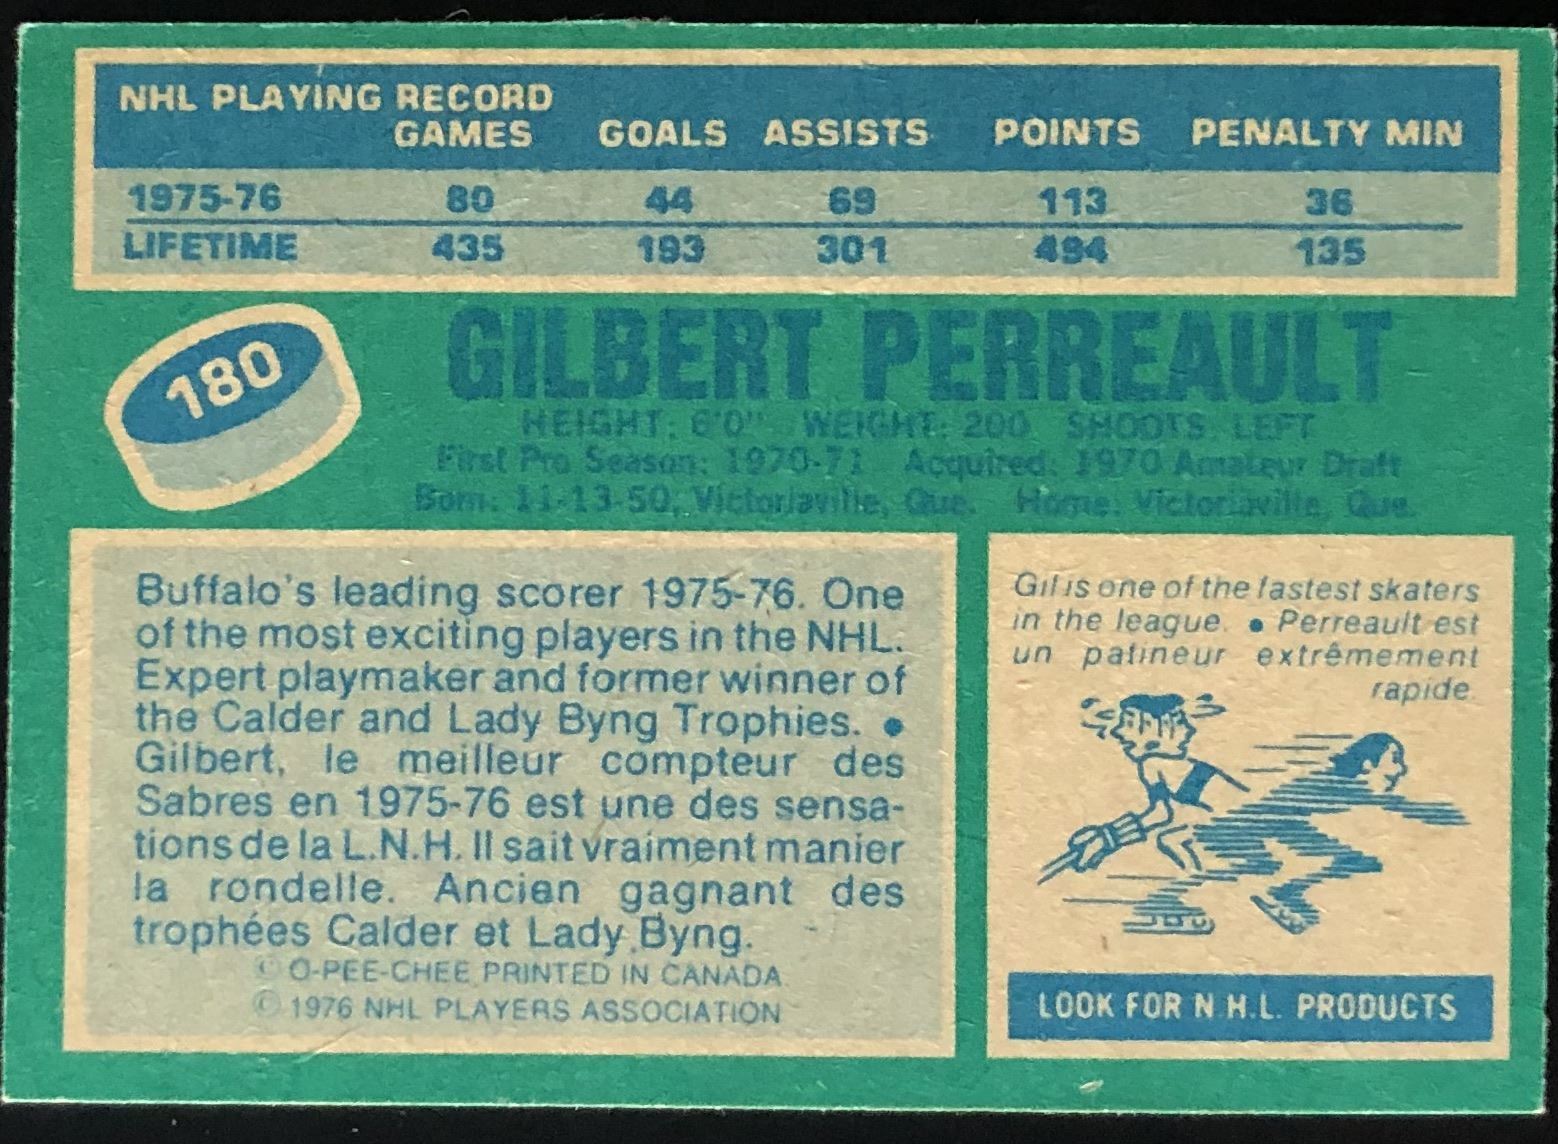 NHL PLAYING RECORD
GAMES GOALS ASSISTS POINTS PENALTY MIN
1975-76 80 44 69 113 36
LIFETIME 435 193 301 494 135
180
GILBERT PERREAULT
HEIGHT: 6'0" WEIGHT: 200 SHOOTS: LEFT
First Pro Season: 1970-71 Acquired: 1970 Amateur Draft
Born: 11-13-50, Victoriaville, Que. Home: Victoriaville, Que.
Buffalo's leading scorer 1975-76. One
of the most exciting players in the NHL.
Expert playmaker and former winner of
the Calder and Lady Byng Trophies. •
Gilbert, le meilleur compteur des
Sabres en 1975-76 est une des sensa-
tions de la L.N.H. Il sait vraiment manier
la rondelle. Ancien gagnant des
trophées Calder et Lady Byng.
© O-PEE-CHEE PRINTED IN CANADA
© 1976 NHL PLAYERS ASSOCIATION
Gil is one of the fastest skaters
in the league. • Perreault est
un patineur extrêmement
rapide.
LOOK FOR N.H.L. PRODUCTS